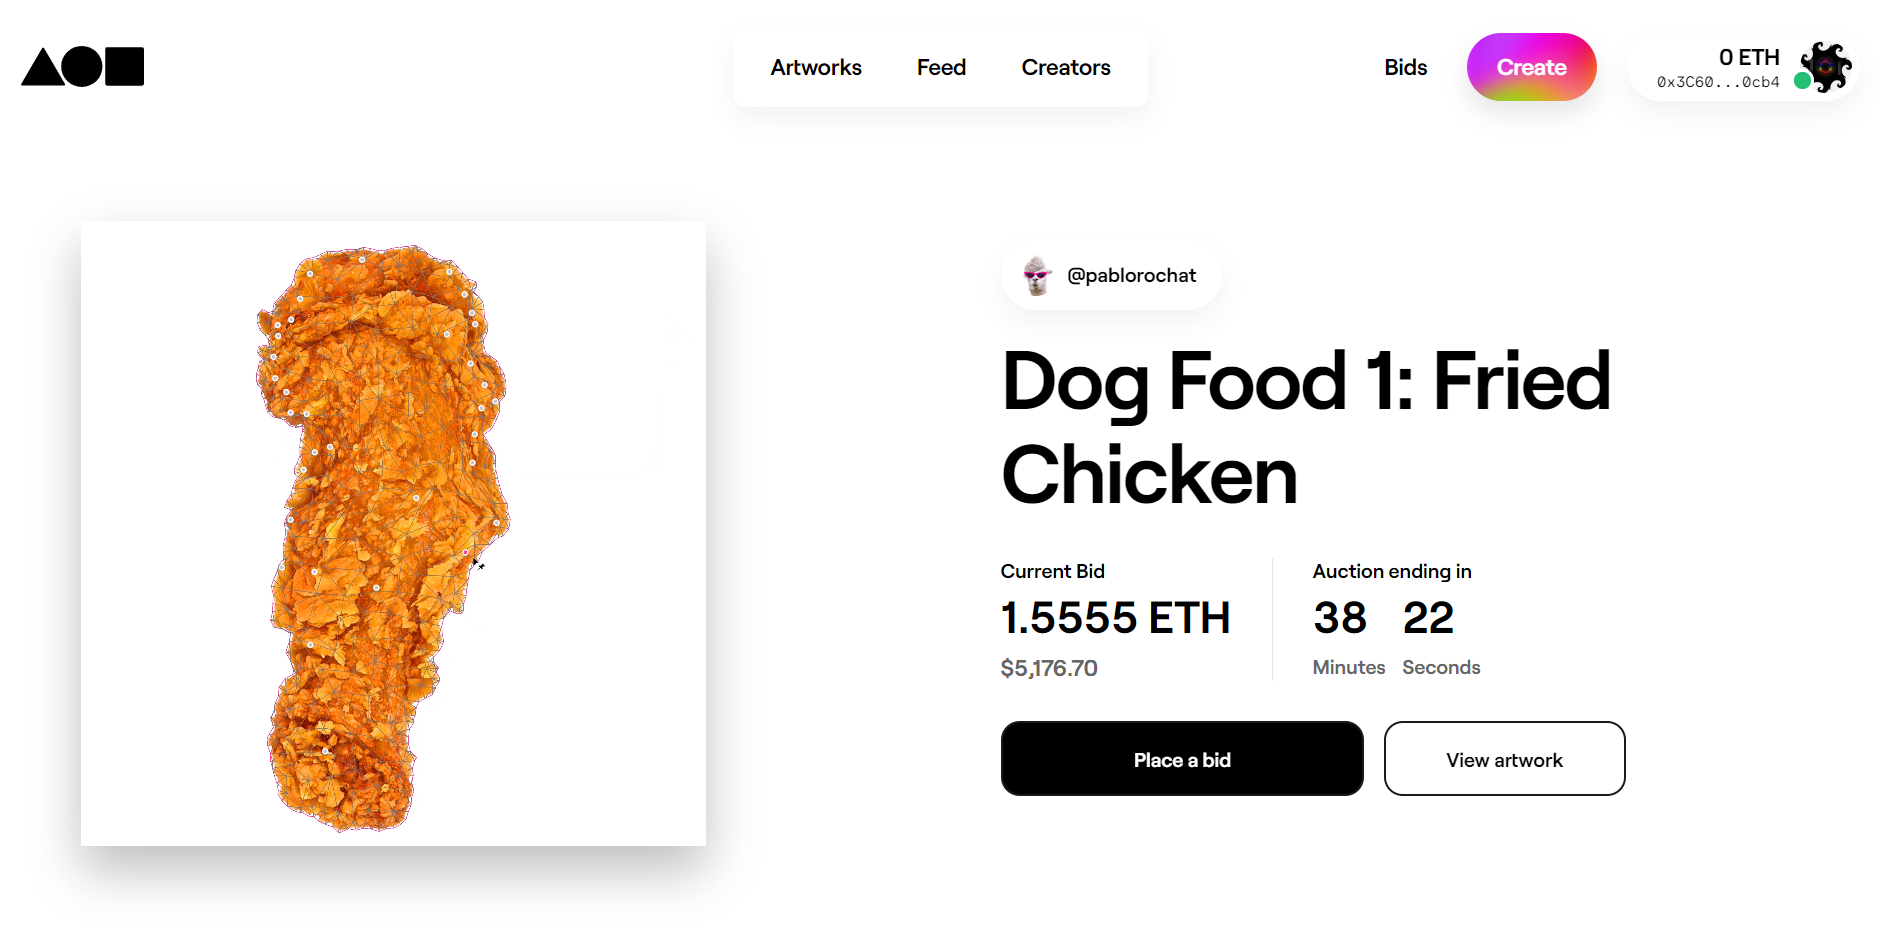 Artworks Feed Creators
Bids
Create
0 ETH
0x3C60...0cb4
@pablorochat
Dog Food 1: Fried
Chicken
Current Bid
1.5555 ETH
$5,176.70
Auction ending in
38 22
Minutes Seconds
Place a bid
View artwork